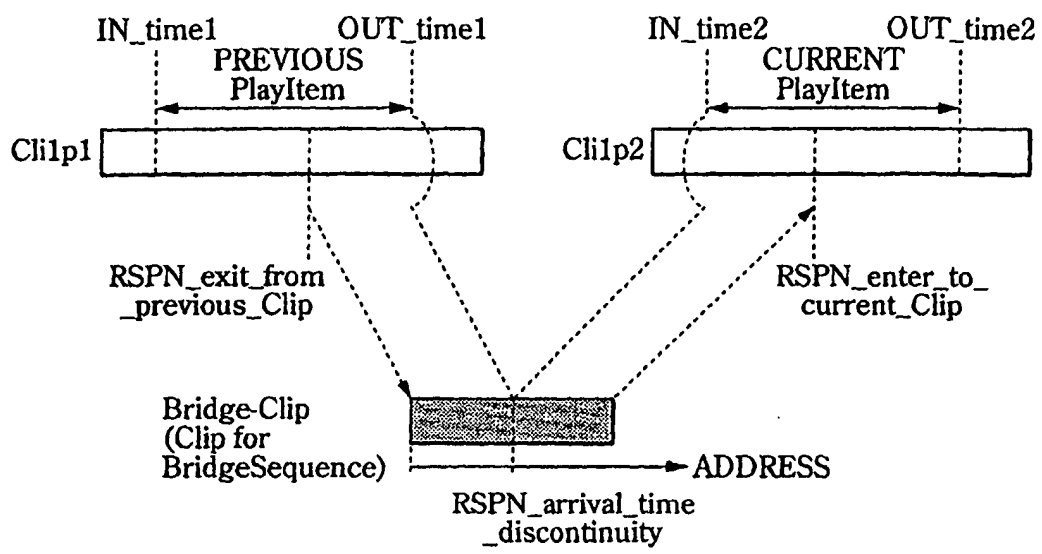 IN_time1
OUT_time1
IN_time2
OUT_time2
PREVIOUS
PlayItem
CURRENT
PlayItem
Cli1p1
Cli1p2
RSPN_exit_from
_previous_Clip
RSPN_enter_to_
current_Clip
Bridge-Clip
(Clip for
BridgeSequence)
ADDRESS
RSPN_arrival_time
_discontinuity